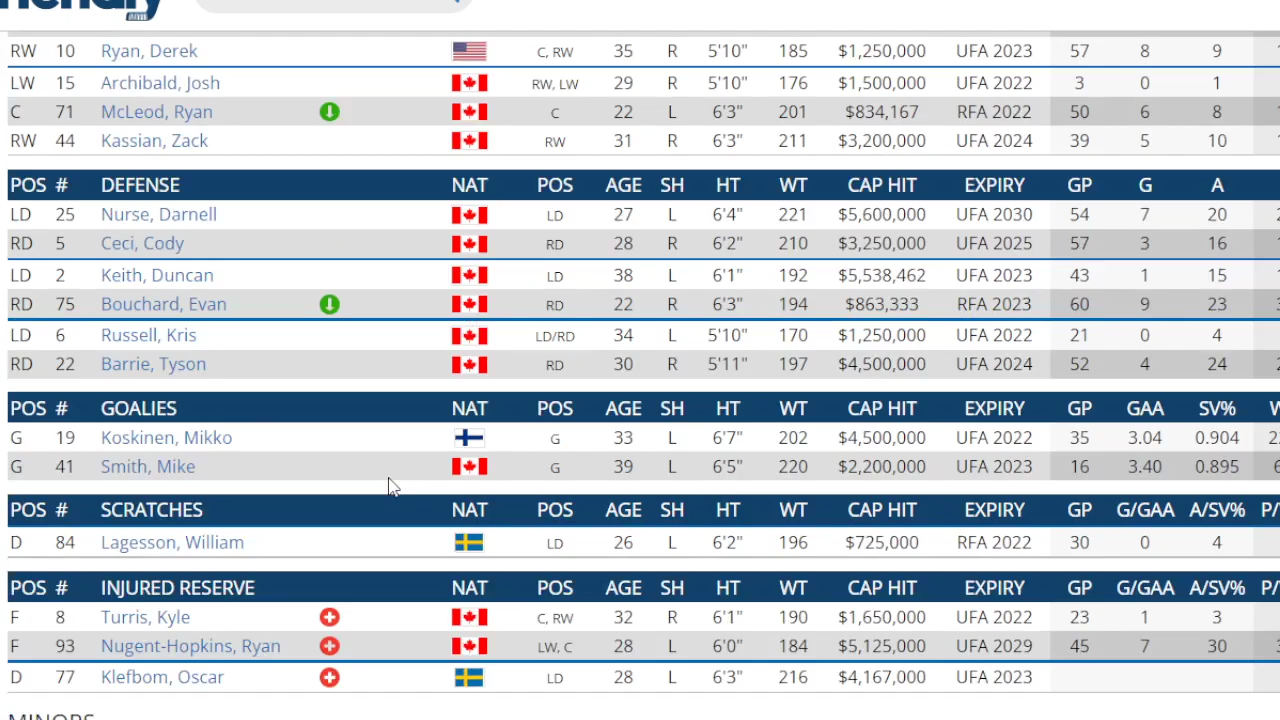 RW 10 Ryan, Derek C, RW 35 R 5'10" 185 $1,250,000 UFA 2023 57 8 9
LW 15 Archibald, Josh RW, LW 29 R 5'10" 176 $1,500,000 UFA 2022 3 0 1
C 71 McLeod, Ryan C 22 L 6'3" 201 $834,167 RFA 2022 50 6 8
RW 44 Kassian, Zack RW 31 R 6'3" 211 $3,200,000 UFA 2024 39 5 10
POS # DEFENSE NAT POS AGE SH HT WT CAP HIT EXPIRY GP G A
LD 25 Nurse, Darnell LD 27 L 6'4" 221 $5,600,000 UFA 2030 54 7 20
RD 5 Ceci, Cody RD 28 R 6'2" 210 $3,250,000 UFA 2025 57 3 16
LD 2 Keith, Duncan LD 38 L 6'1" 192 $5,538,462 UFA 2023 43 1 15
RD 75 Bouchard, Evan RD 22 R 6'3" 194 $863,333 RFA 2023 60 9 23
LD 6 Russell, Kris LD/RD 34 L 5'10" 170 $1,250,000 UFA 2022 21 0 4
RD 22 Barrie, Tyson RD 30 R 5'11" 197 $4,500,000 UFA 2024 52 4 24
POS # GOALIES NAT POS AGE SH HT WT CAP HIT EXPIRY GP GAA SV%
G 19 Koskinen, Mikko G 33 L 6'7" 202 $4,500,000 UFA 2022 35 3.04 0.904
G 41 Smith, Mike G 39 L 6'5" 220 $2,200,000 UFA 2023 16 3.40 0.895
POS # SCRATCHES NAT POS AGE SH HT WT CAP HIT EXPIRY GP G/GAA A/SV%
D 84 Lagesson, William LD 26 L 6'2" 196 $725,000 RFA 2022 30 0 4
POS # INJURED RESERVE NAT POS AGE SH HT WT CAP HIT EXPIRY GP G/GAA A/SV%
F 8 Turris, Kyle C, RW 32 R 6'1" 190 $1,650,000 UFA 2022 23 1 3
F 93 Nugent-Hopkins, Ryan LW, C 28 L 6'0" 184 $5,125,000 UFA 2029 45 7 30
D 77 Klefbom, Oscar LD 28 L 6'3" 216 $4,167,000 UFA 2023
MINORS